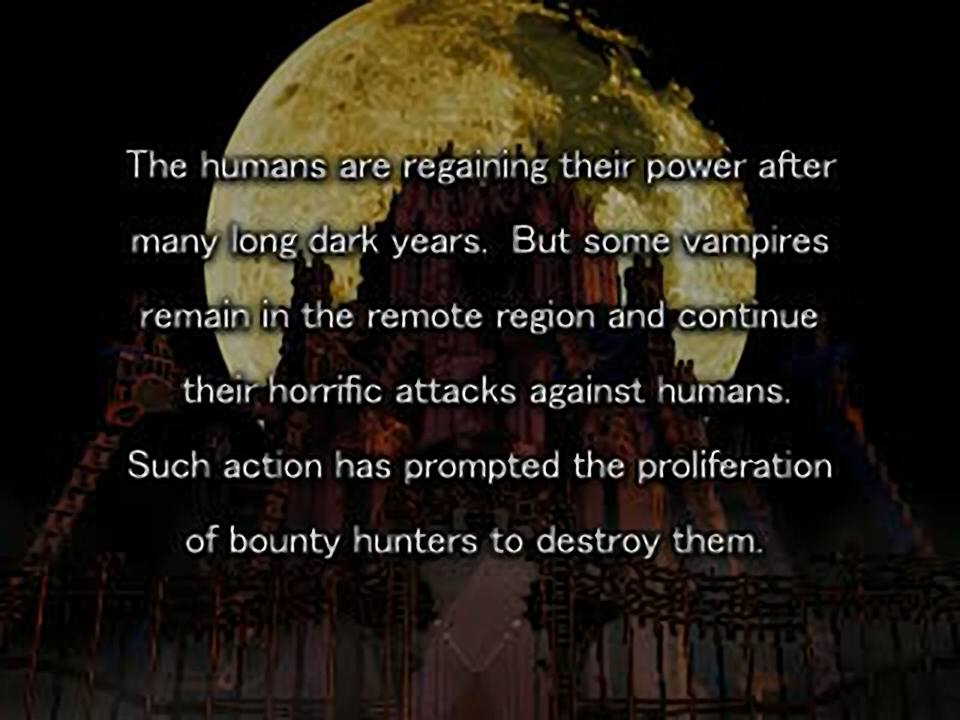 The humans are regaining their power after
many long dark years.  But some vampires
remain in the remote region and continue
their horrific attacks against humans.
Such action has prompted the proliferation
of bounty hunters to destroy them.